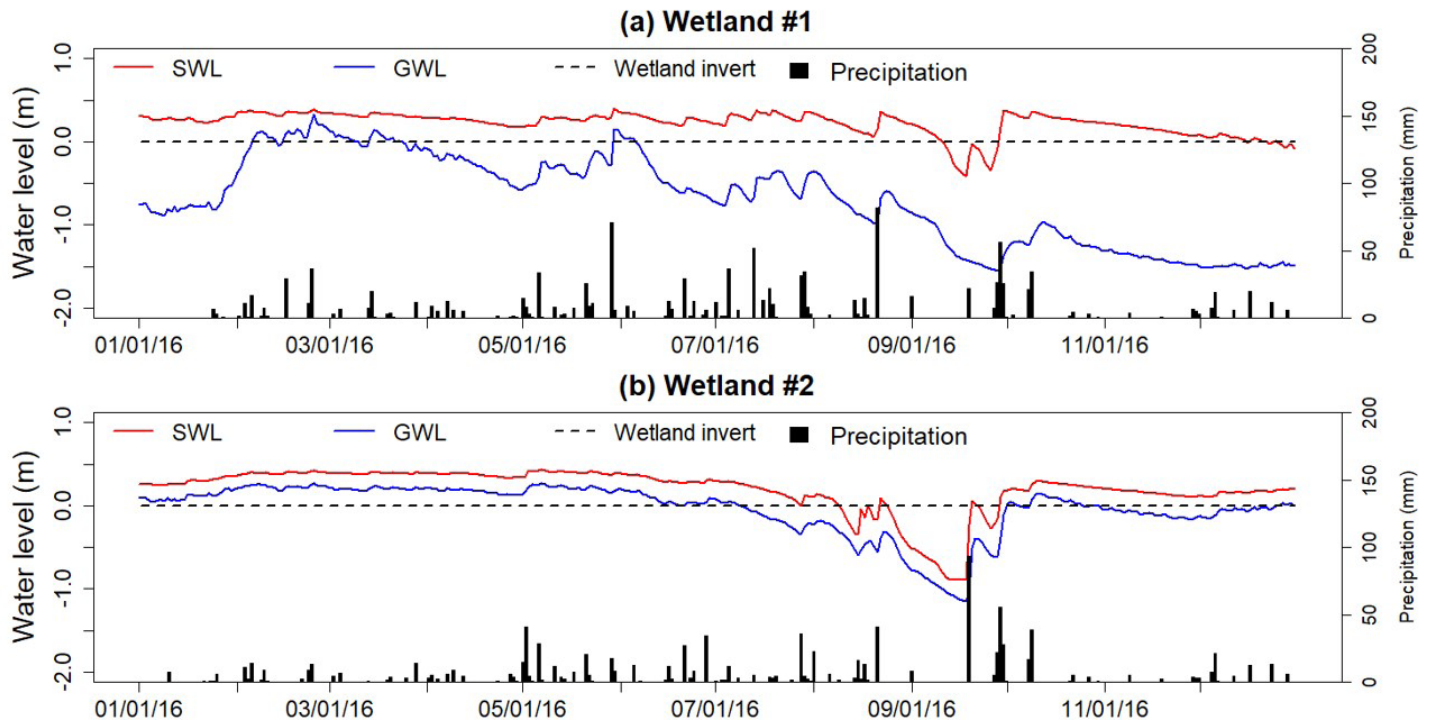 (a) Wetland #1
SWL GWL Wetland invert Precipitation
Water level (m)
1.0
0.0
-1.0
-2.0
200
150
100
50
0
Precipitation (mm)
01/01/16 03/01/16 05/01/16 07/01/16 09/01/16 11/01/16
(b) Wetland #2
SWL GWL Wetland invert Precipitation
Water level (m)
1.0
0.0
-1.0
-2.0
200
150
100
50
0
Precipitation (mm)
01/01/16 03/01/16 05/01/16 07/01/16 09/01/16 11/01/16